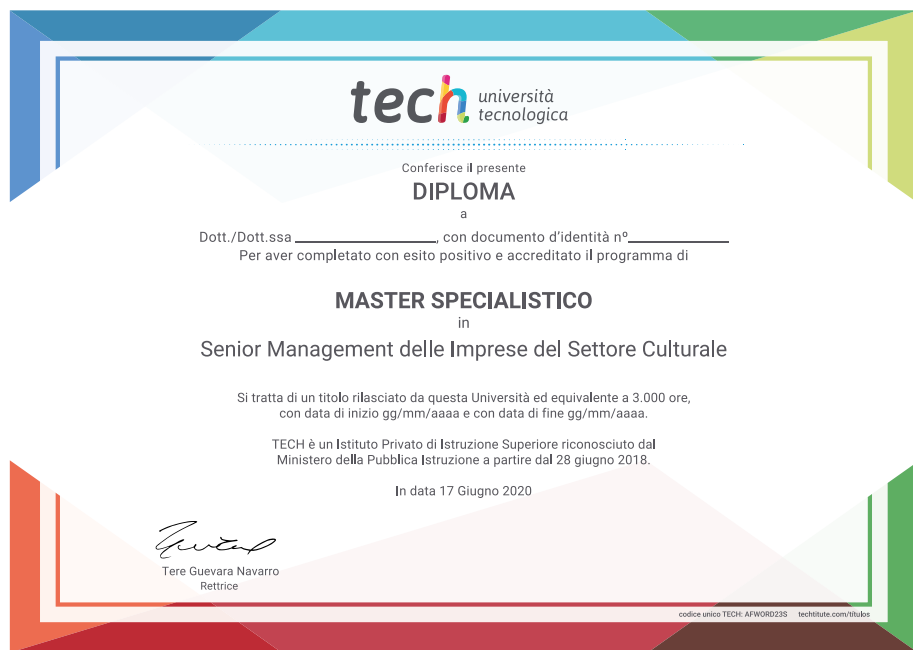 tech università
tecnologica
Conferisce il presente
DIPLOMA
a
Dott./Dott.ssa ________________, con documento d'identità nº____________
Per aver completato con esito positivo e accreditato il programma di
MASTER SPECIALISTICO
in
Senior Management delle Imprese del Settore Culturale
Si tratta di un titolo rilasciato da questa Università ed equivalente a 3.000 ore,
con data di inizio gg/mm/aaaa e con data di fine gg/mm/aaaa.
TECH è un Istituto Privato di Istruzione Superiore riconosciuto dal
Ministero della Pubblica Istruzione a partire dal 28 giugno 2018.
In data 17 Giugno 2020
Tere Guevara Navarro
Rettrice
codice unico TECH: AFWORD23S techtitute.com/títulos